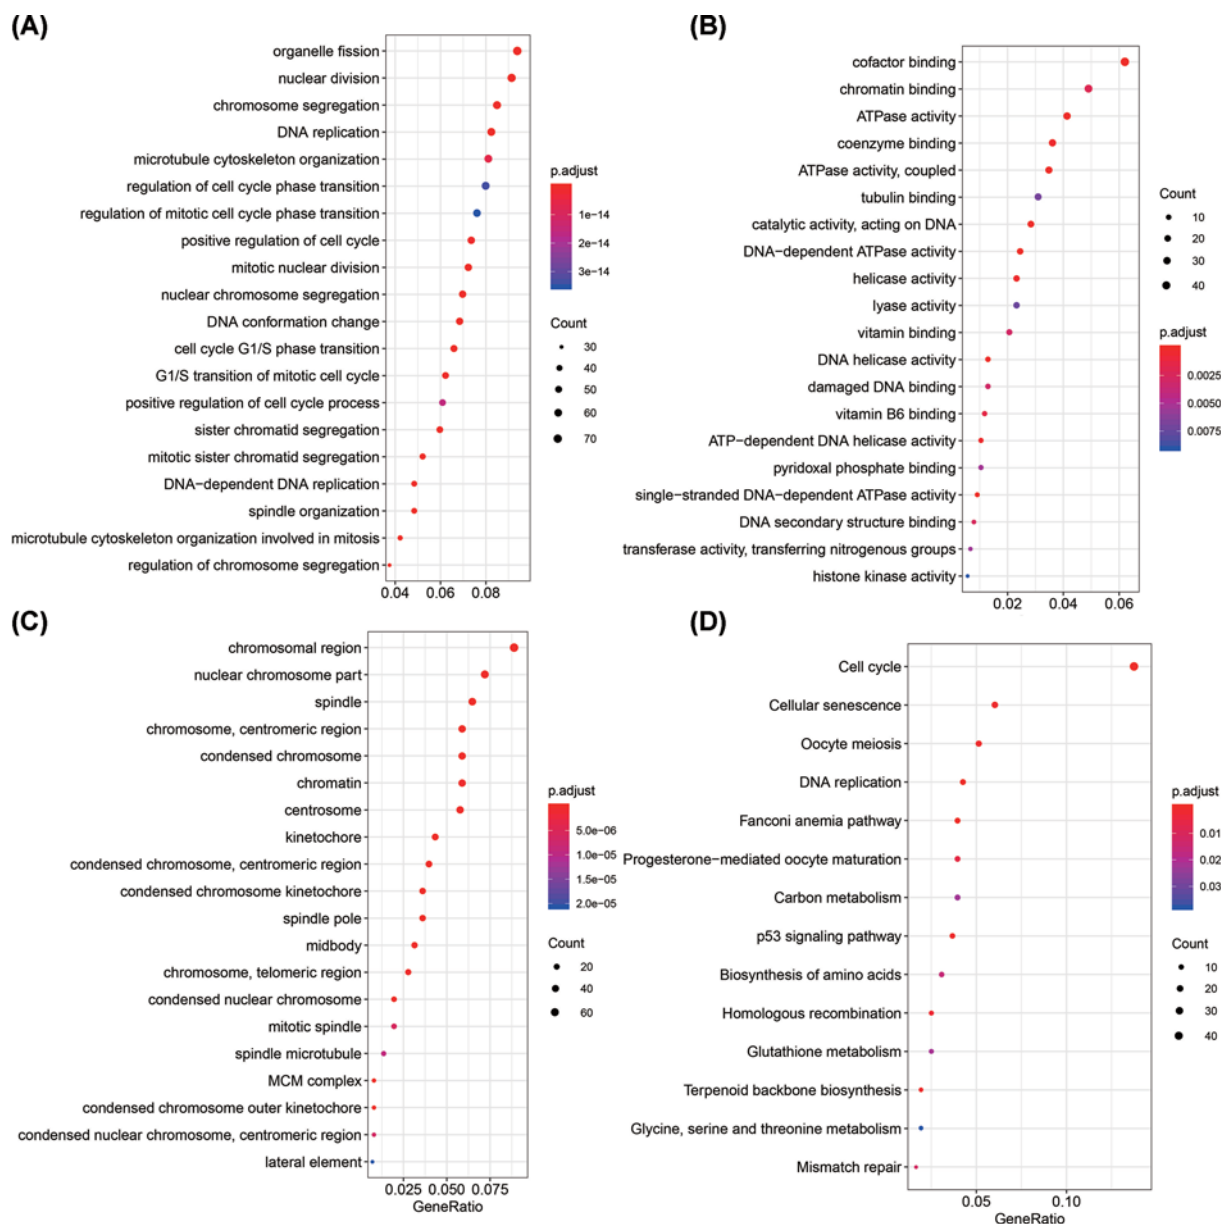 (A)
organelle fission
nuclear division
chromosome segregation
DNA replication
microtubule cytoskeleton organization
regulation of cell cycle phase transition
regulation of mitotic cell cycle phase transition
positive regulation of cell cycle
mitotic nuclear division
nuclear chromosome segregation
DNA conformation change
cell cycle G1/S phase transition
G1/S transition of mitotic cell cycle
positive regulation of cell cycle process
sister chromatid segregation
mitotic sister chromatid segregation
DNA−dependent DNA replication
spindle organization
microtubule cytoskeleton organization involved in mitosis
regulation of chromosome segregation
0.04 0.06 0.08
p.adjust
1e−14
2e−14
3e−14
Count
30
40
50
60
70
(B)
cofactor binding
chromatin binding
ATPase activity
coenzyme binding
ATPase activity, coupled
tubulin binding
catalytic activity, acting on DNA
DNA−dependent ATPase activity
helicase activity
lyase activity
vitamin binding
DNA helicase activity
damaged DNA binding
vitamin B6 binding
ATP−dependent DNA helicase activity
pyridoxal phosphate binding
single−stranded DNA−dependent ATPase activity
DNA secondary structure binding
transferase activity, transferring nitrogenous groups
histone kinase activity
0.02 0.04 0.06
Count
10
20
30
40
p.adjust
0.0025
0.0050
0.0075
(C)
chromosomal region
nuclear chromosome part
spindle
chromosome, centromeric region
condensed chromosome
chromatin
centrosome
kinetochore
condensed chromosome, centromeric region
condensed chromosome kinetochore
spindle pole
midbody
chromosome, telomeric region
condensed nuclear chromosome
mitotic spindle
spindle microtubule
MCM complex
condensed chromosome outer kinetochore
condensed nuclear chromosome, centromeric region
lateral element
0.025 0.050 0.075
GeneRatio
p.adjust
5.0e−06
1.0e−05
1.5e−05
2.0e−05
Count
20
40
60
(D)
Cell cycle
Cellular senescence
Oocyte meiosis
DNA replication
Fanconi anemia pathway
Progesterone−mediated oocyte maturation
Carbon metabolism
p53 signaling pathway
Biosynthesis of amino acids
Homologous recombination
Glutathione metabolism
Terpenoid backbone biosynthesis
Glycine, serine and threonine metabolism
Mismatch repair
0.05 0.10
GeneRatio
p.adjust
0.01
0.02
0.03
Count
10
20
30
40